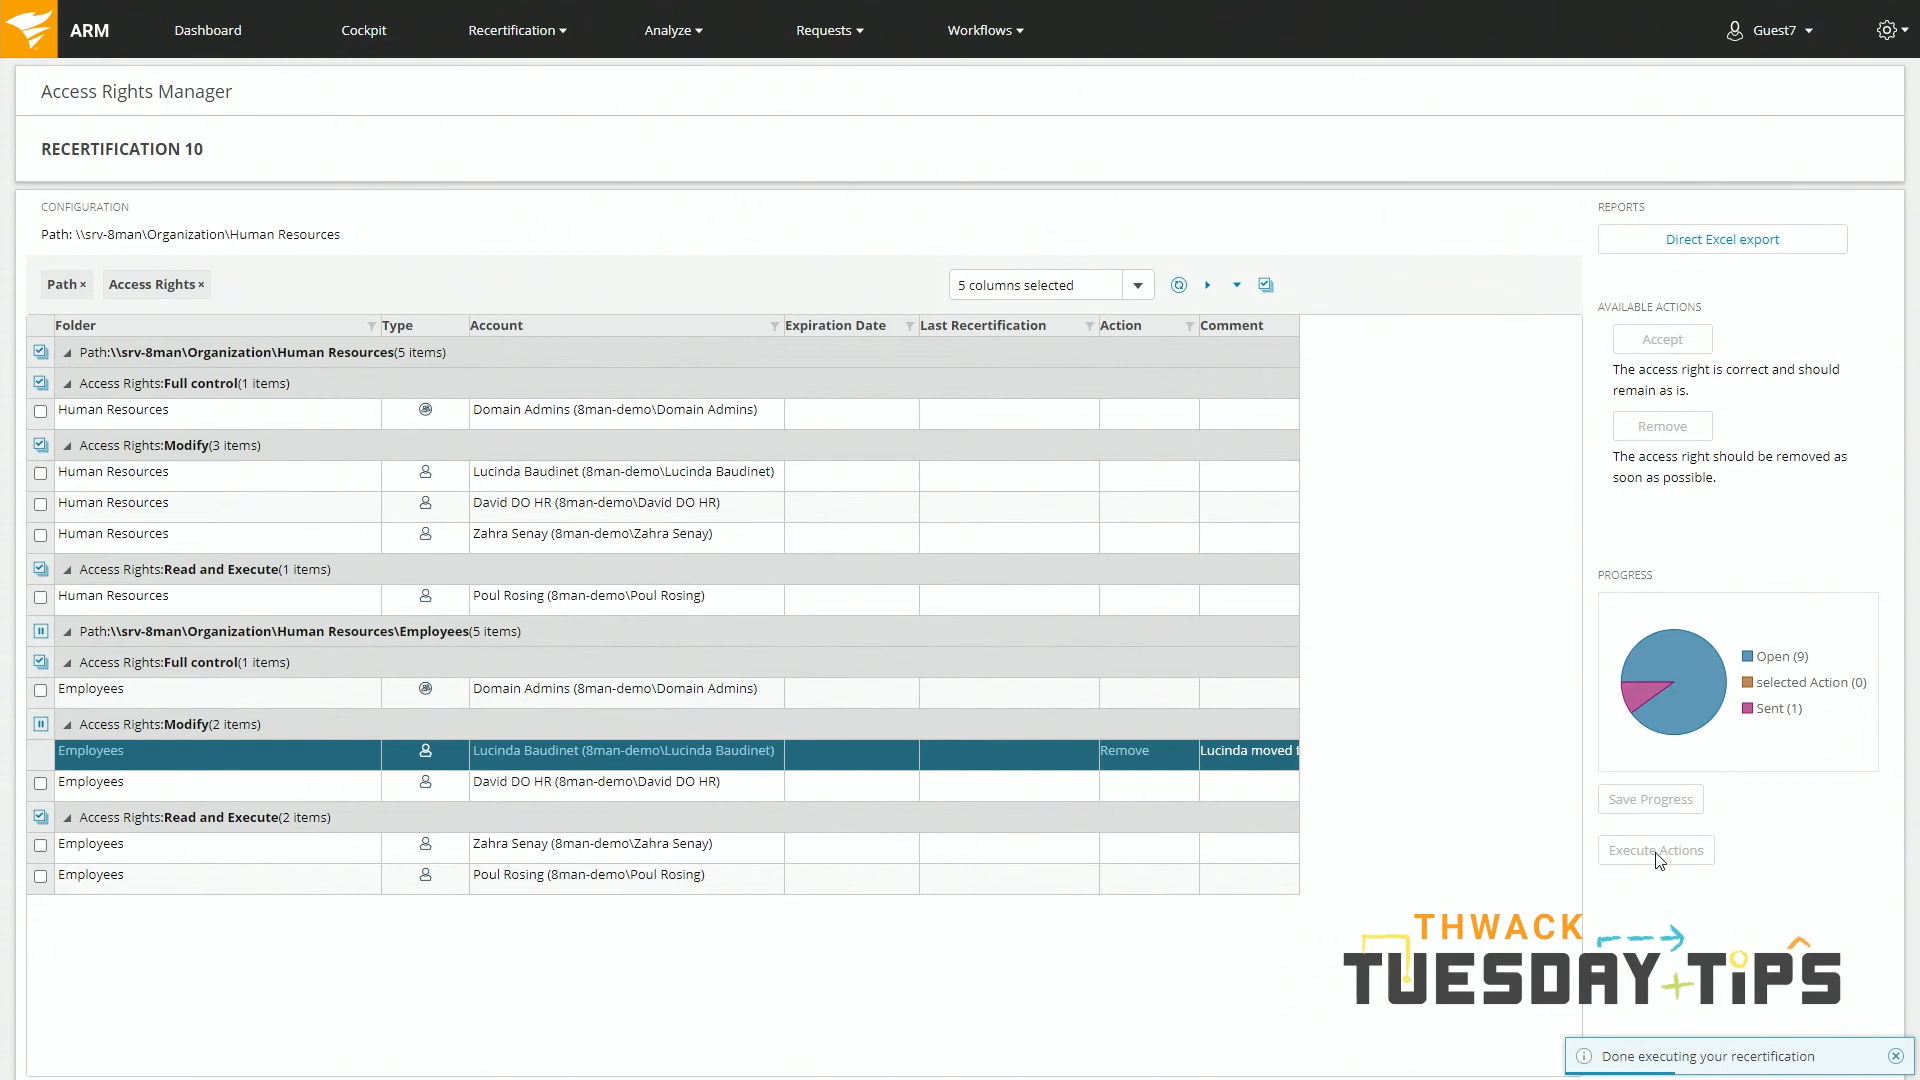 ARM Dashboard Cockpit Recertification Analyze Requests Workflows Guest7
Access Rights Manager
RECERTIFICATION 10
CONFIGURATION
Path: \\srv-8man\Organization\Human Resources
Path× Access Rights×
5 columns selected
Folder Type Account Expiration Date Last Recertification Action Comment
Path:\\srv-8man\Organization\Human Resources(5 items)
Access Rights:Full control(1 items)
Human Resources Domain Admins (8man-demo\Domain Admins)
Access Rights:Modify(3 items)
Human Resources Lucinda Baudinet (8man-demo\Lucinda Baudinet)
Human Resources David DO HR (8man-demo\David DO HR)
Human Resources Zahra Senay (8man-demo\Zahra Senay)
Access Rights:Read and Execute(1 items)
Human Resources Poul Rosing (8man-demo\Poul Rosing)
Path:\\srv-8man\Organization\Human Resources\Employees(5 items)
Access Rights:Full control(1 items)
Employees Domain Admins (8man-demo\Domain Admins)
Access Rights:Modify(2 items)
Employees Lucinda Baudinet (8man-demo\Lucinda Baudinet) Remove Lucinda moved t
Employees David DO HR (8man-demo\David DO HR)
Access Rights:Read and Execute(2 items)
Employees Zahra Senay (8man-demo\Zahra Senay)
Employees Poul Rosing (8man-demo\Poul Rosing)
REPORTS
Direct Excel export
AVAILABLE ACTIONS
Accept
The access right is correct and should
remain as is.
Remove
The access right should be removed as
soon as possible.
PROGRESS
Open (9)
selected Action (0)
Sent (1)
Save Progress
Execute Actions
THWACK
TUESDAY+TiPS
Done executing your recertification